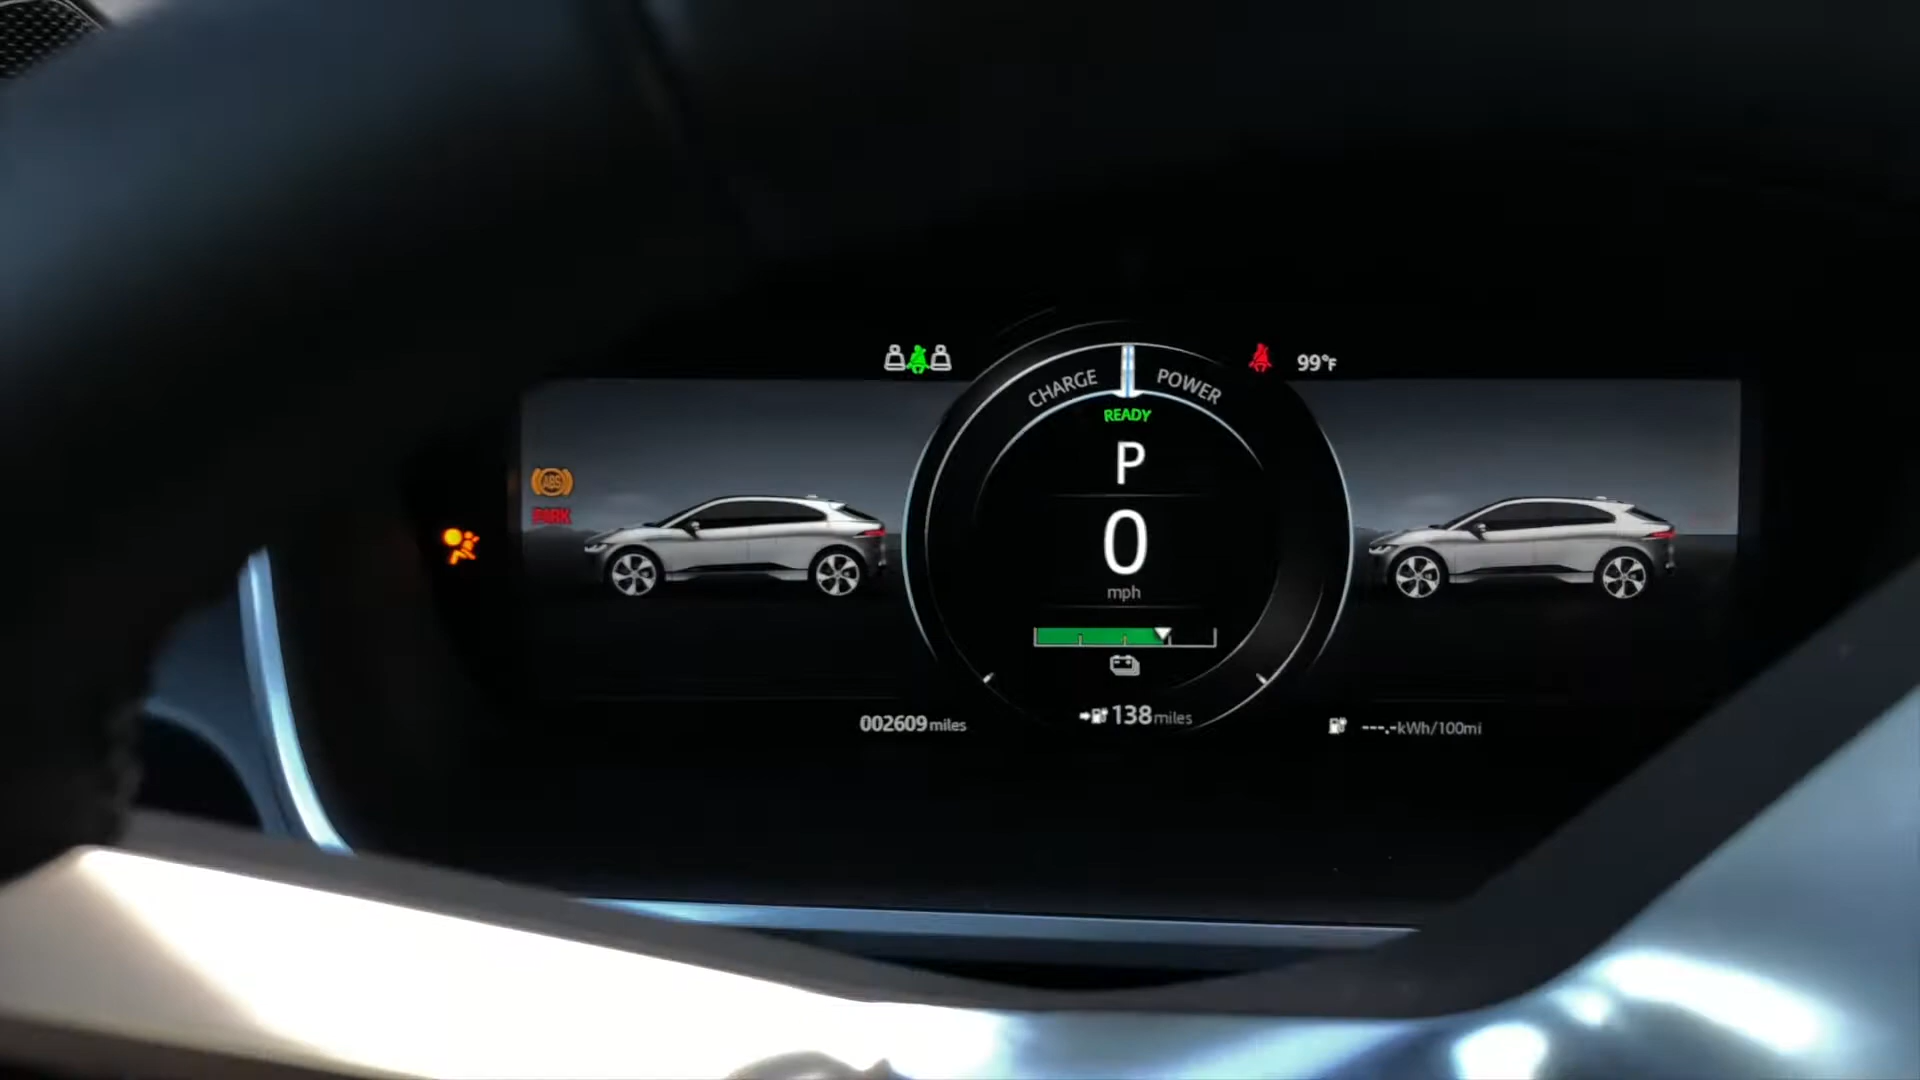 99°F
CHARGE
POWER
READY
P
ABS
PARK
0
mph
002609 miles
138 miles
---.-kWh/100mi